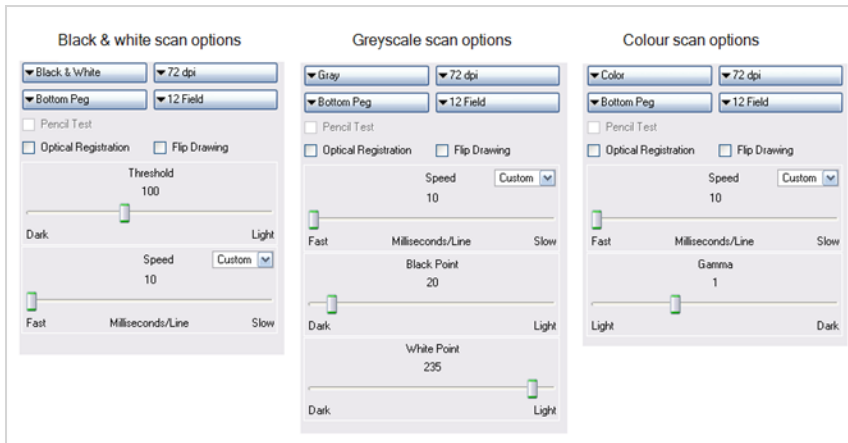 Black & white scan options
Black & White
72 dpi
Bottom Peg
12 Field
Pencil Test
Optical Registration
Flip Drawing
Threshold
100
Dark
Light
Speed
Custom
10
Fast
Milliseconds/Line
Slow
Greyscale scan options
Gray
72 dpi
Bottom Peg
12 Field
Pencil Test
Optical Registration
Flip Drawing
Speed
Custom
10
Fast
Milliseconds/Line
Slow
Black Point
20
Dark
Light
White Point
235
Dark
Light
Colour scan options
Color
72 dpi
Bottom Peg
12 Field
Pencil Test
Optical Registration
Flip Drawing
Speed
Custom
10
Fast
Milliseconds/Line
Slow
Gamma
1
Light
Dark